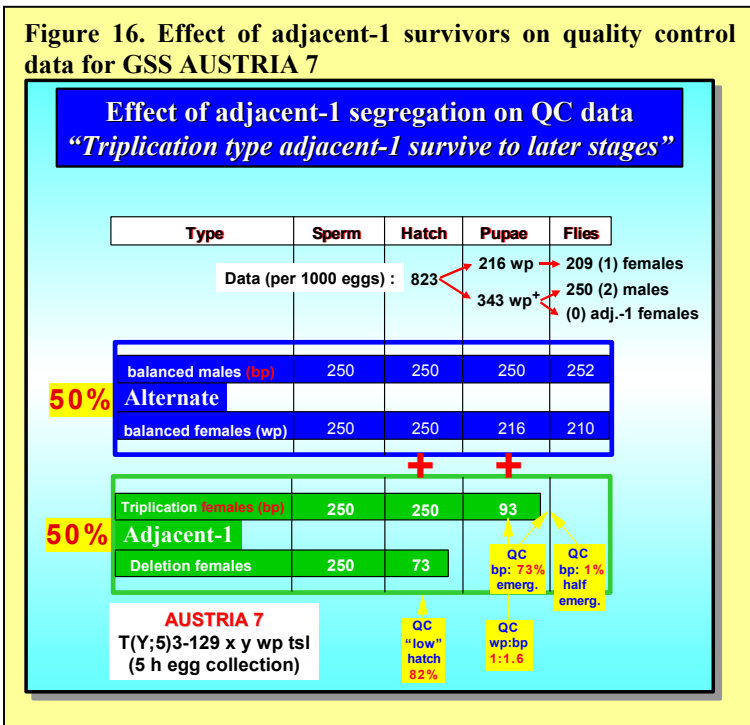 Figure 16. Effect of adjacent-1 survivors on quality control
data for GSS AUSTRIA 7
Effect of adjacent-1 segregation on QC data
“Triplication type adjacent-1 survive to later stages”
Type Sperm Hatch Pupae Flies
Data (per 1000 eggs) : 823
216 wp 209 (1) females
343 wp+ 250 (2) males
(0) adj.-1 females
balanced males (bp) 250 250 250 252
50% Alternate
balanced females (wp) 250 250 216 210
+ +
Triplication females (bp) 250 250 93
50% Adjacent-1
Deletion females 250 73
QC
bp: 73%
emerg.
QC
bp: 1%
half
emerg.
AUSTRIA 7
T(Y;5)3-129 x y wp tsl
(5 h egg collection)
QC
“low”
hatch
82%
QC
wp:bp
1:1.6